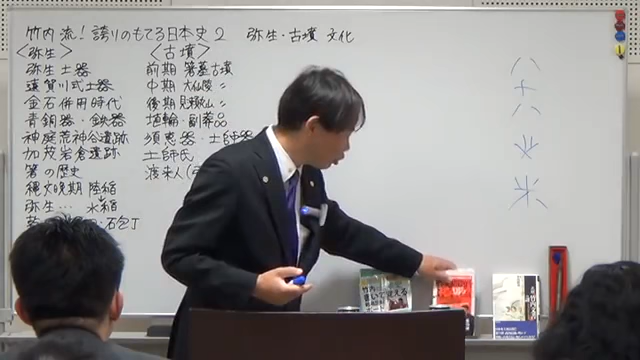 竹内流!誇りのもてる日本史2 弥生・古墳 文化
<弥生>
弥生土器
遠賀川式土器
金石併用時代
青銅器・鉄器
神庭荒神谷遺跡
加茂岩倉遺跡
箸の歴史
縄文晩期 陸稲
弥生… 水稲
石包丁
<古墳>
前期 箸墓古墳
中期 大仙陵 〃
後期 見瀬丸山 〃
埴輪・副葬品
須恵器・土師器
土師氏
渡来人
八
十
八
米